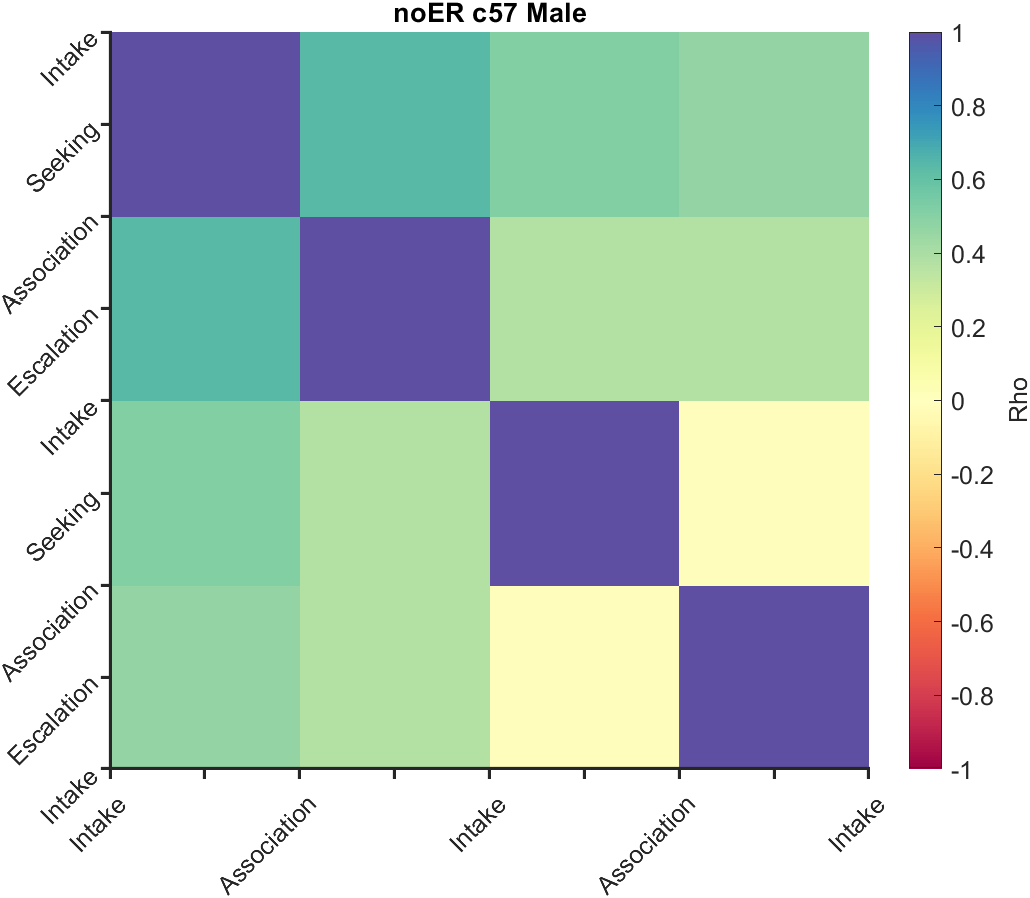 noER c57 Male
Intake
Seeking
Association
Escalation
Intake
Seeking
Association
Escalation
Intake
Intake
Association
Intake
Association
Intake
1
0.8
0.6
0.4
0.2
0
-0.2
-0.4
-0.6
-0.8
-1
Rho